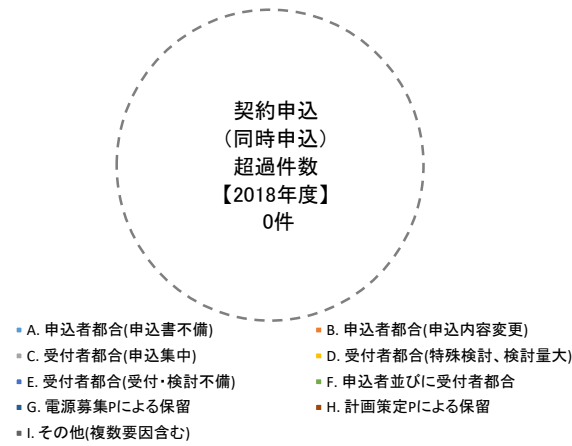 契約申込
（同時申込）
超過件数
【2018年度】
0件
A. 申込者都合(申込書不備)
B. 申込者都合(申込内容変更)
C. 受付者都合(申込集中)
D. 受付者都合(特殊検討、検討量大)
E. 受付者都合(受付・検討不備)
F. 申込者並びに受付者都合
G. 電源募集Pによる保留
H. 計画策定Pによる保留
I. その他(複数要因含む)